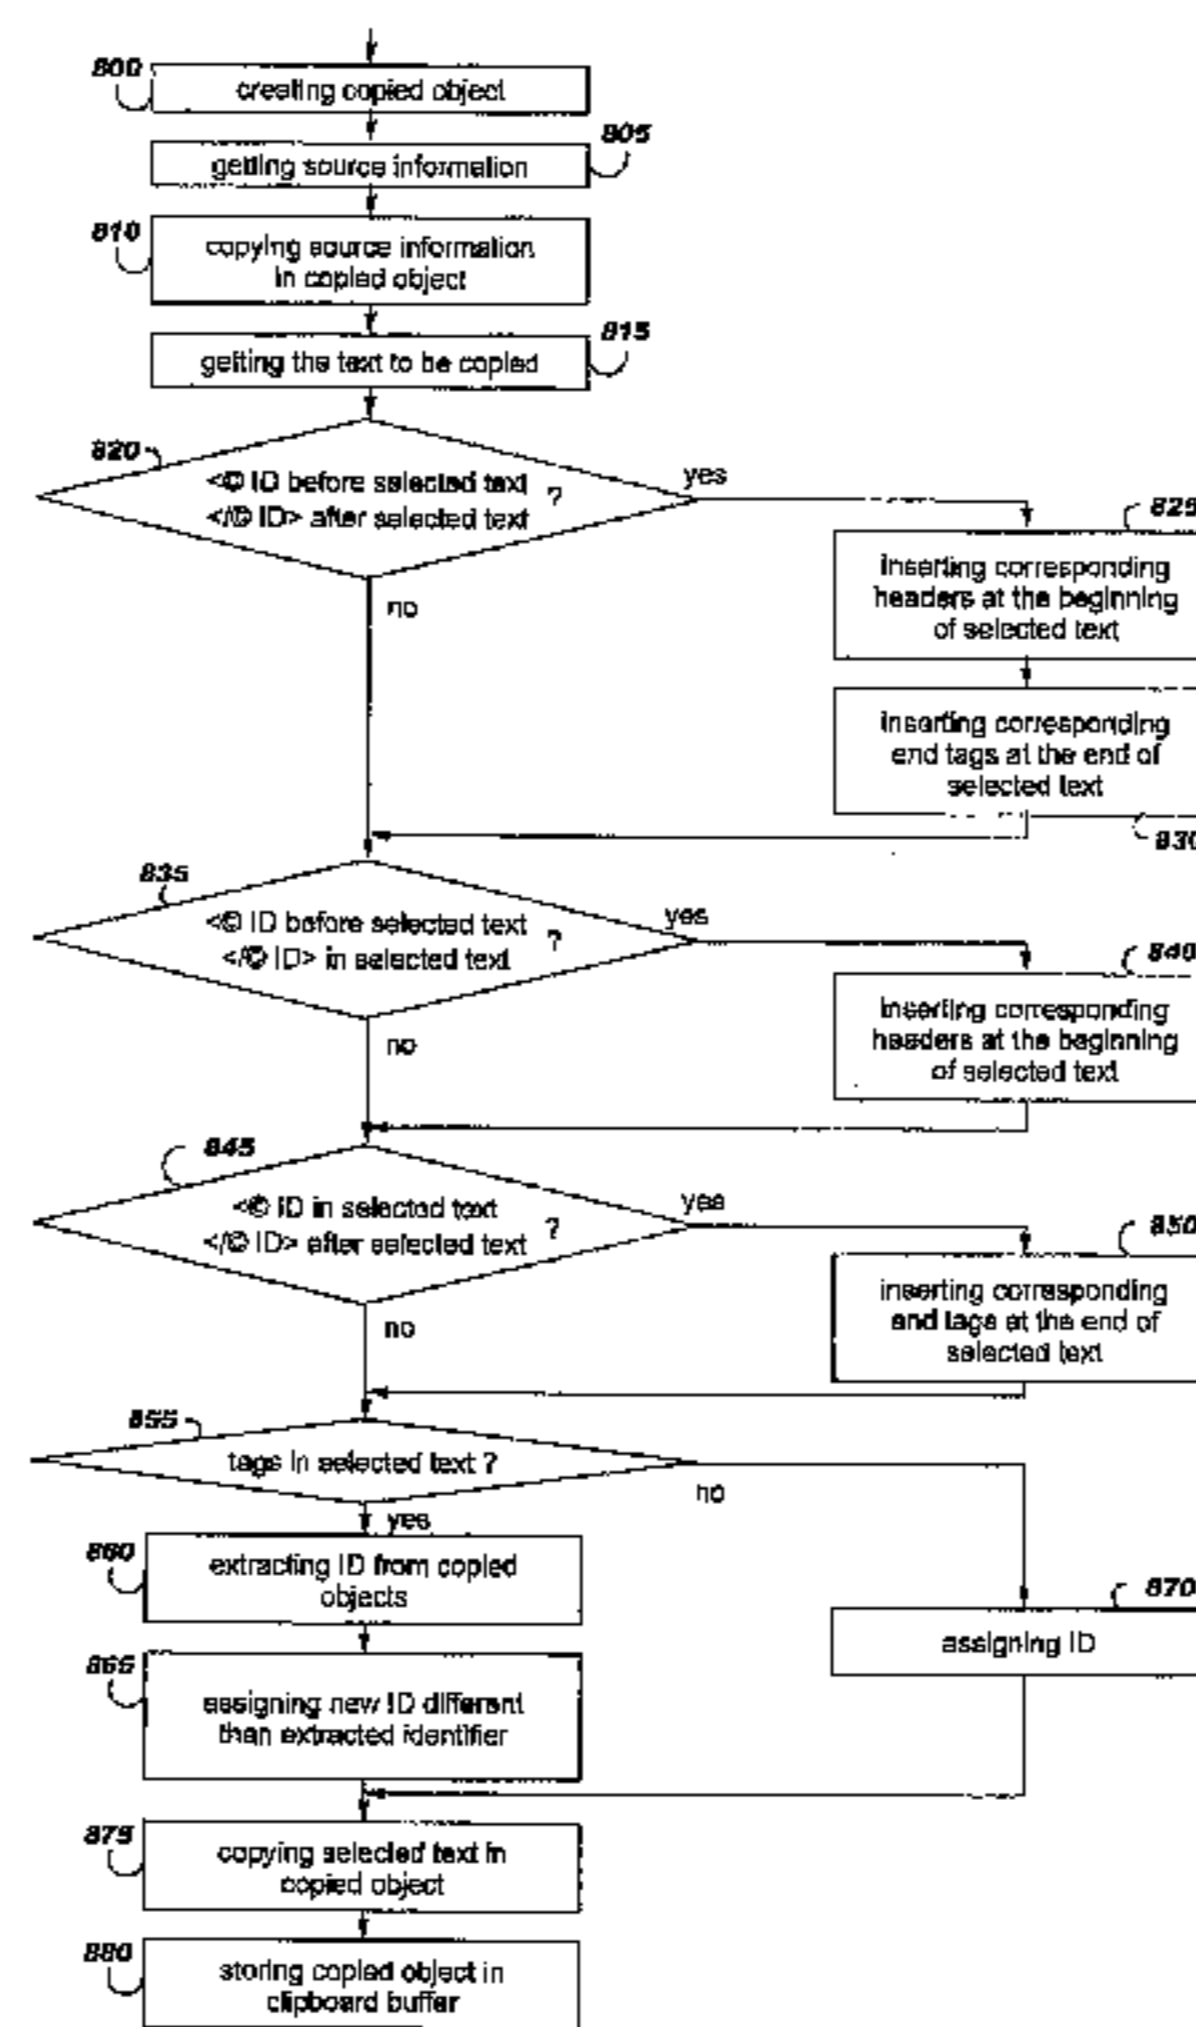 800
creating copied object
805
getting source information
810
copying source information
in copied object
815
getting the text to be copied
820
<© ID before selected text
</© ID> after selected text
?
yes
no
825
inserting corresponding
headers at the beginning
of selected text
inserting corresponding
end tags at the end of
selected text
830
835
<© ID before selected text
</© ID> in selected text
?
yes
no
840
inserting corresponding
headers at the beginning
of selected text
845
<© ID in selected text
</© ID> after selected text
?
yes
no
850
inserting corresponding
end tags at the end of
selected text
855
tags in selected text ?
no
yes
860
extracting ID from copied
objects
870
assigning ID
865
assigning new ID different
than extracted identifier
875
copying selected text in
copied object
880
storing copied object in
clipboard buffer